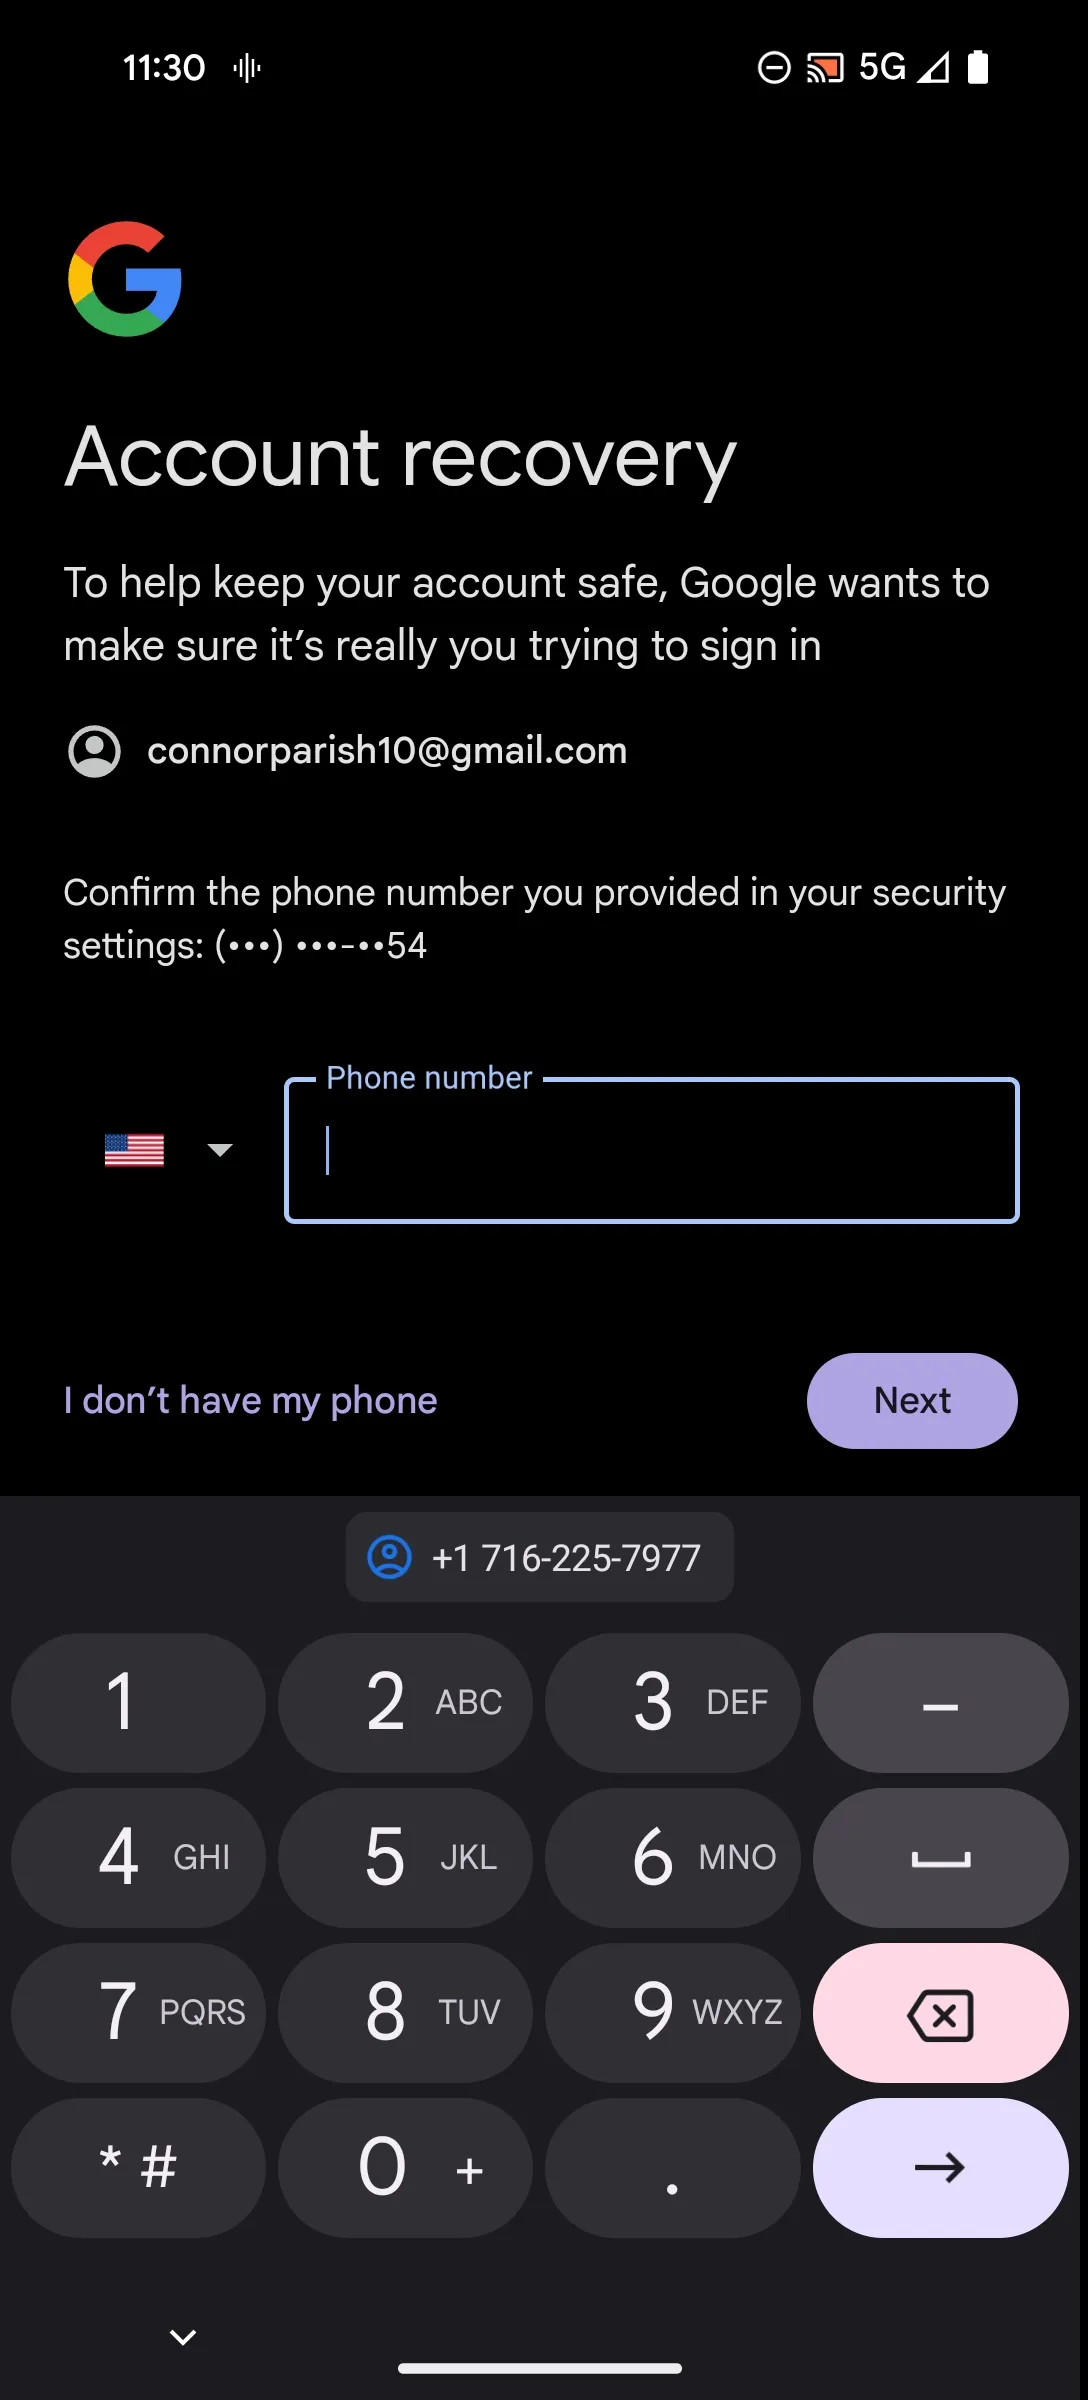 11:30
5G
Account recovery
To help keep your account safe, Google wants to
make sure it’s really you trying to sign in
connorparish10@gmail.com
Confirm the phone number you provided in your security
settings: (•••) •••-••54
Phone number
I don’t have my phone
Next
+1 716-225-7977
1
2 ABC
3 DEF
–
4 GHI
5 JKL
6 MNO
7 PQRS
8 TUV
9 WXYZ
* #
0 +
.